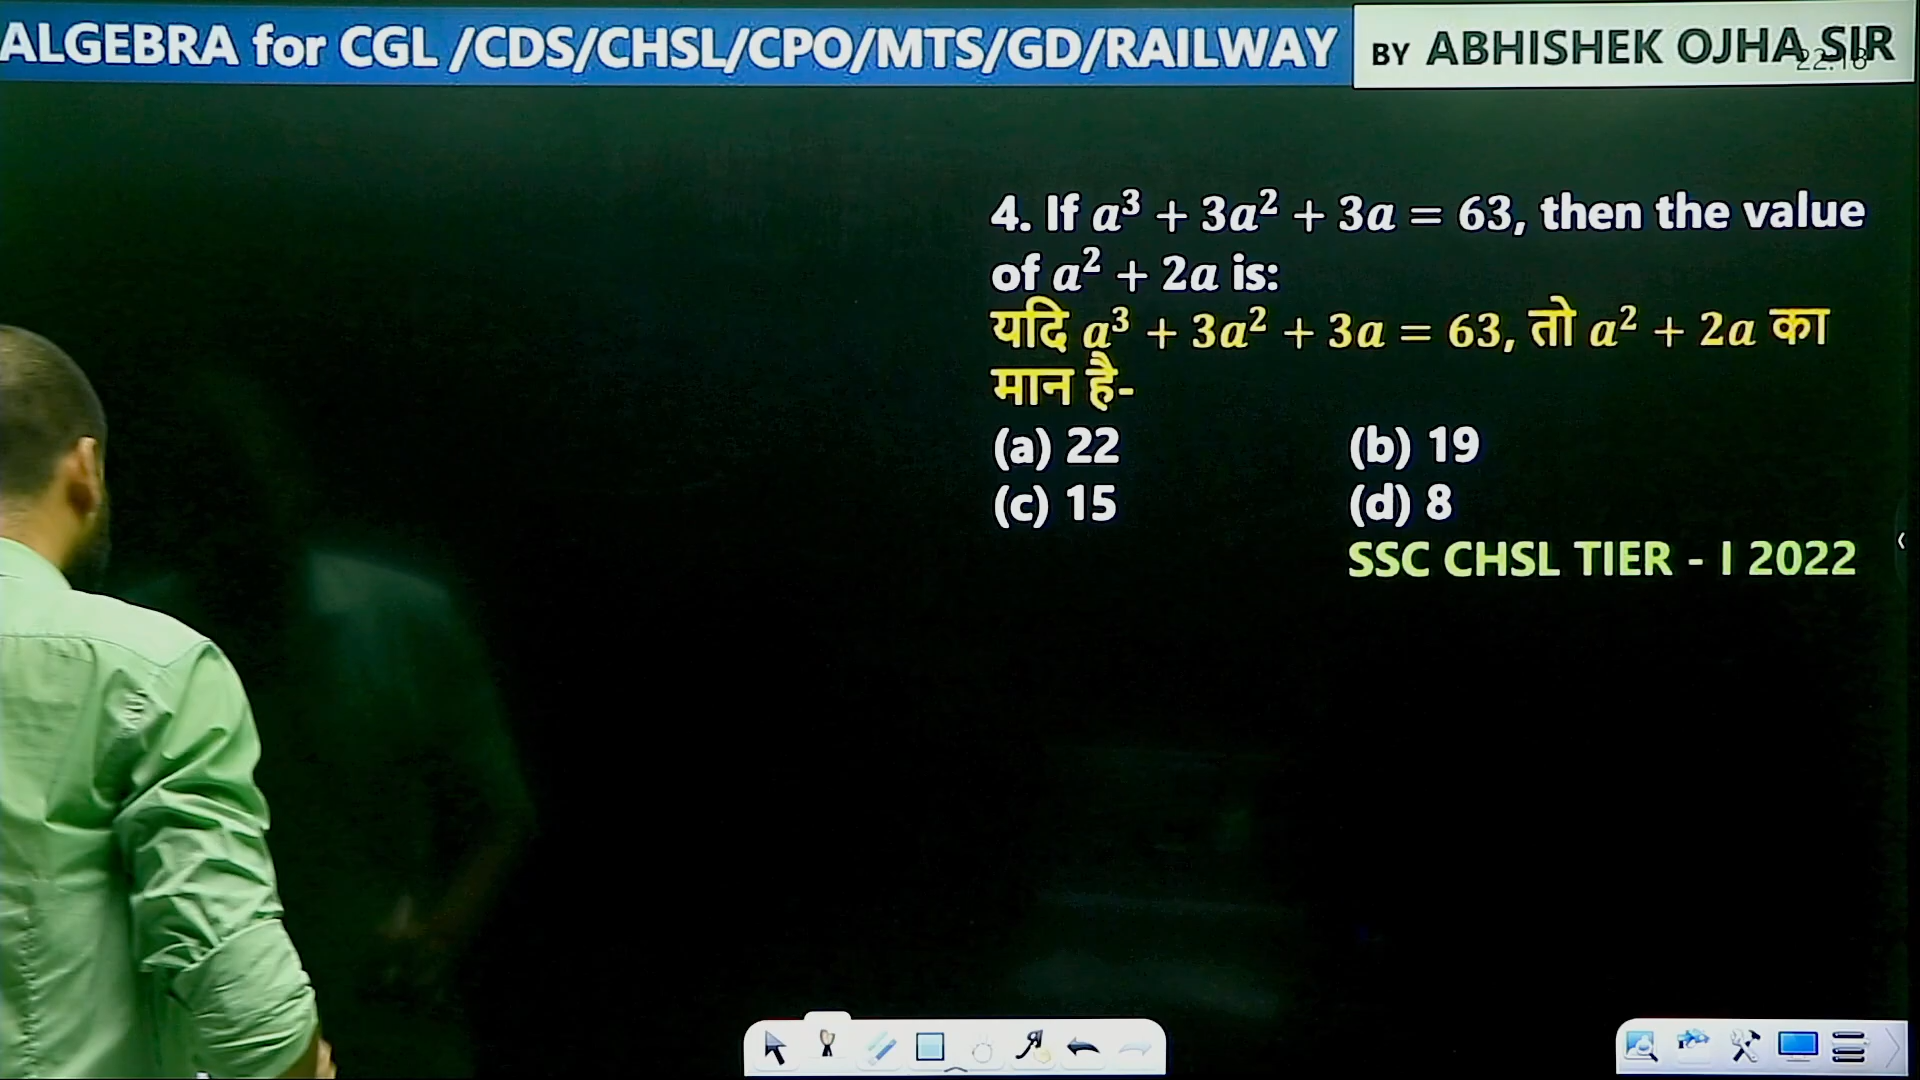 ALGEBRA for CGL /CDS/CHSL/CPO/MTS/GD/RAILWAY
BY ABHISHEK OJHA SIR
22:18
4. If a³ + 3a² + 3a = 63, then the value
of a² + 2a is:
यदि a³ + 3a² + 3a = 63, तो a² + 2a का
मान है-
(a) 22 (b) 19
(c) 15 (d) 8
SSC CHSL TIER - I 2022